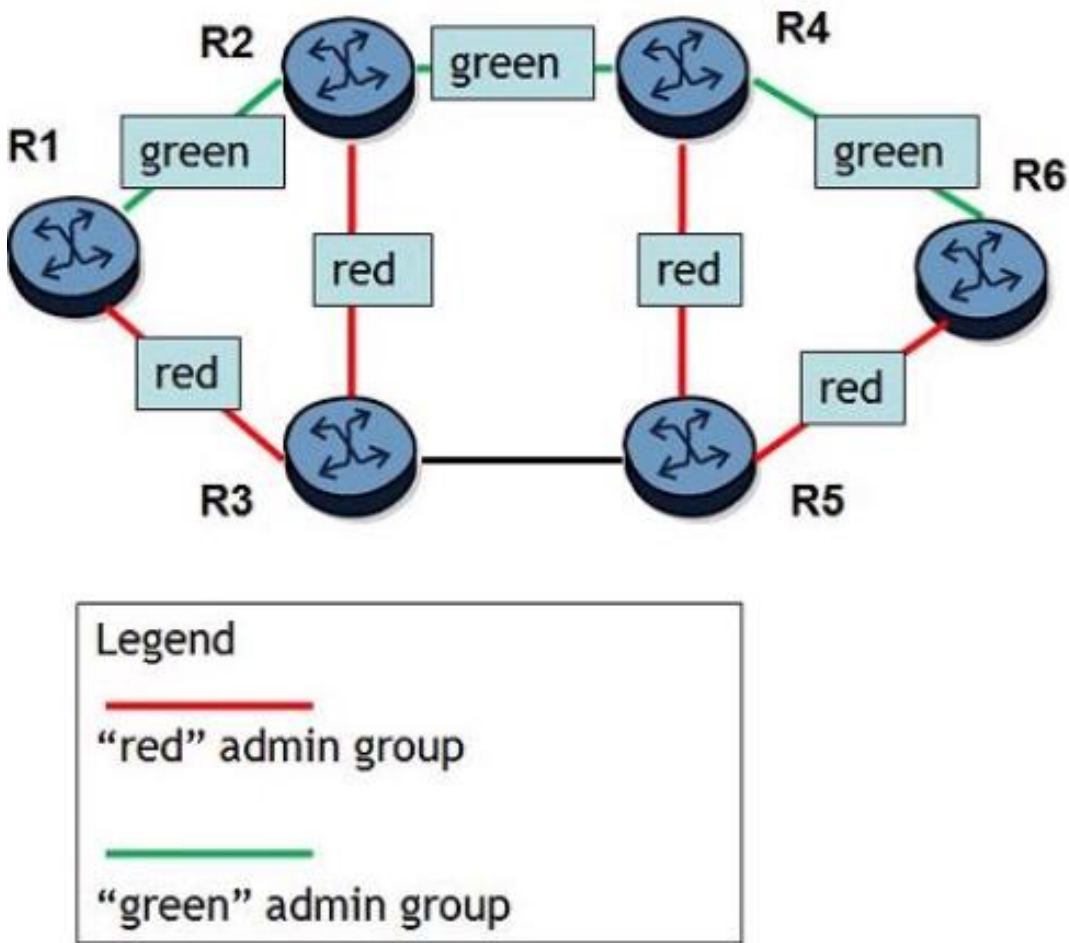 R2
green
R4
R1
green
green
R6
red
red
red
red
R3
R5
Legend
“red” admin group
“green” admin group